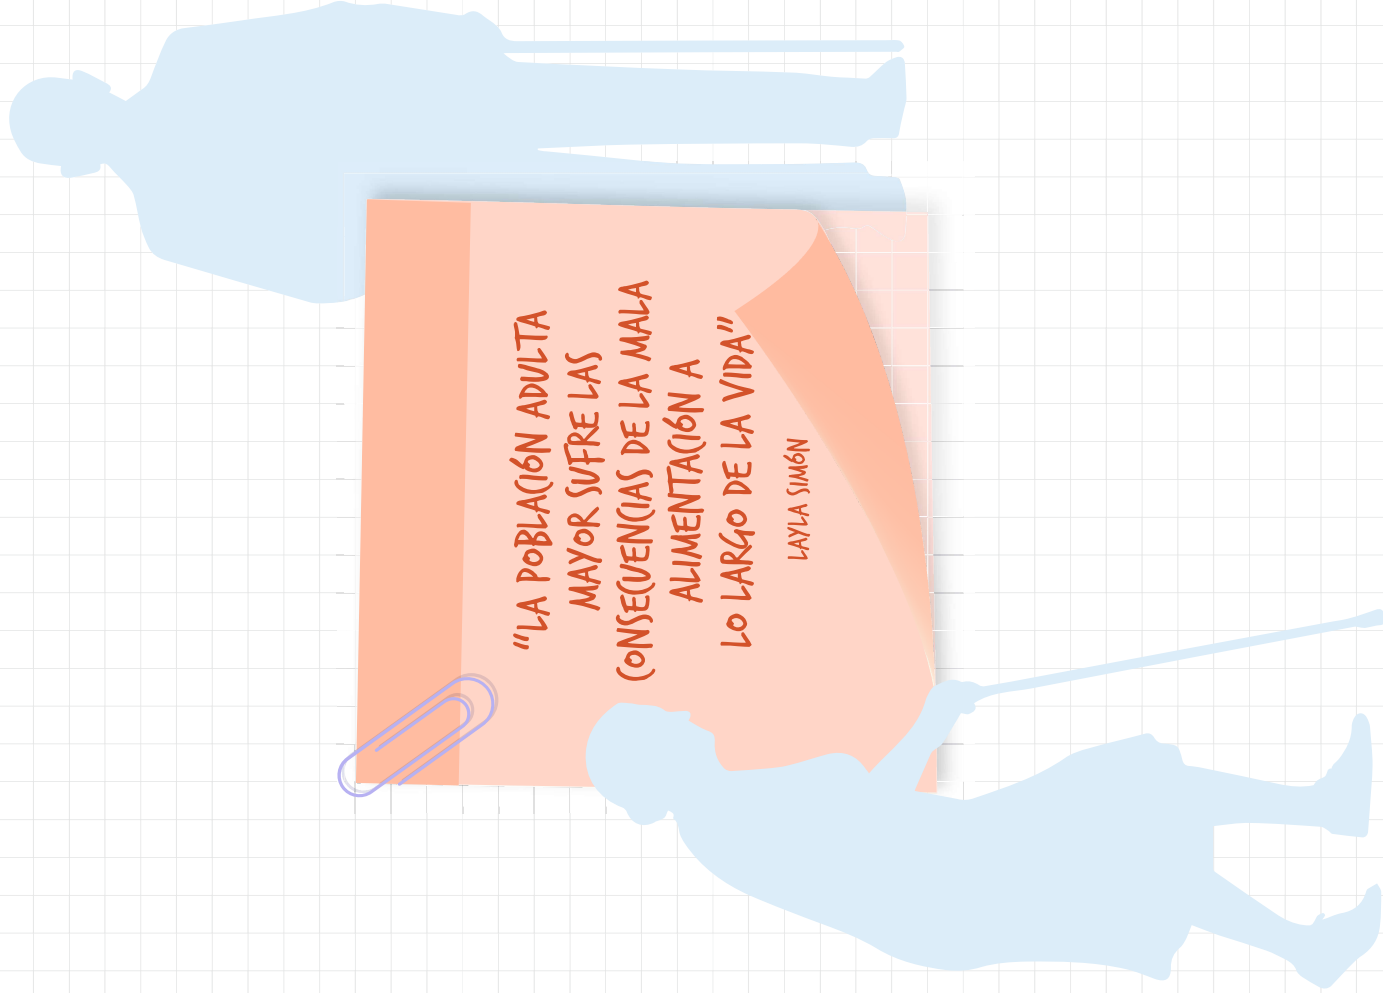 "LA POBLACIÓN ADULTA
MAYOR SUFRE LAS
CONSECUENCIAS DE LA MALA
ALIMENTACIÓN A
LO LARGO DE LA VIDA"
LAYLA SIMÓN